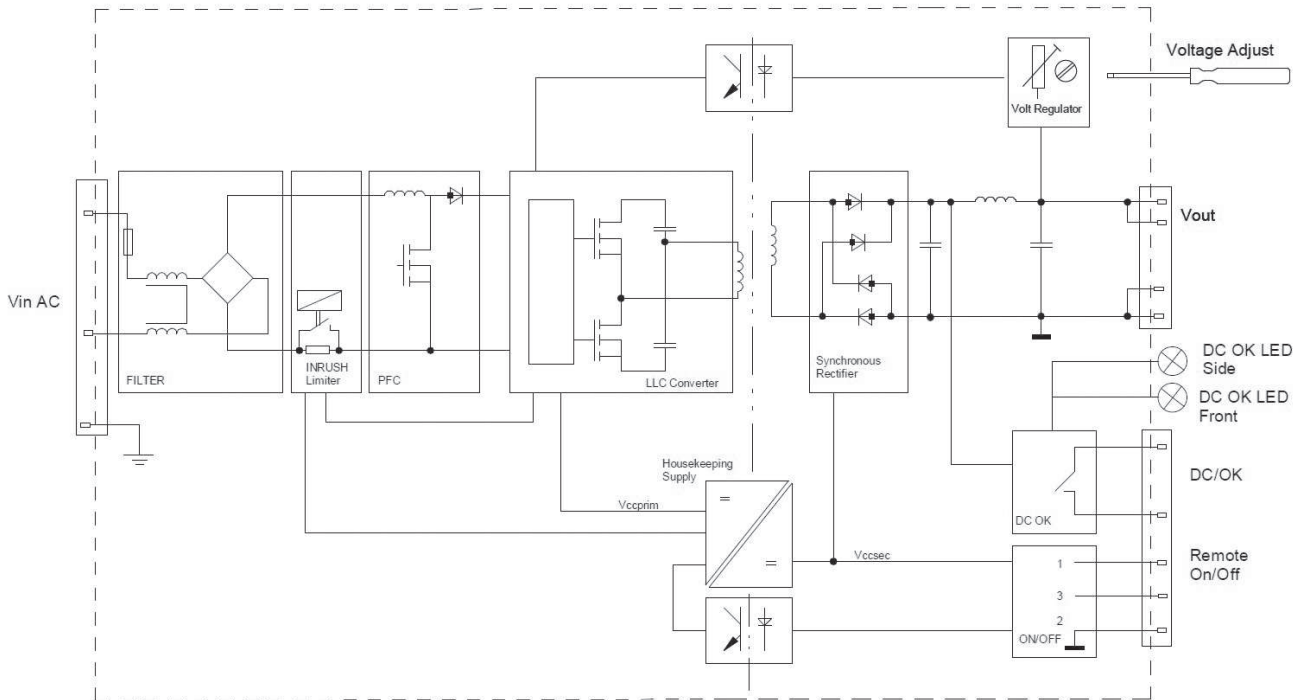 Voltage Adjust
Volt Regulator
Vout
Vin AC
FILTER
INRUSH
Limiter
PFC
LLC Converter
Synchronous
Rectifier
DC OK LED
Side
DC OK LED
Front
Housekeeping
Supply
Vccprim
DC/OK
DC OK
Vccsec
Remote
On/Off
1
3
2
ON/OFF